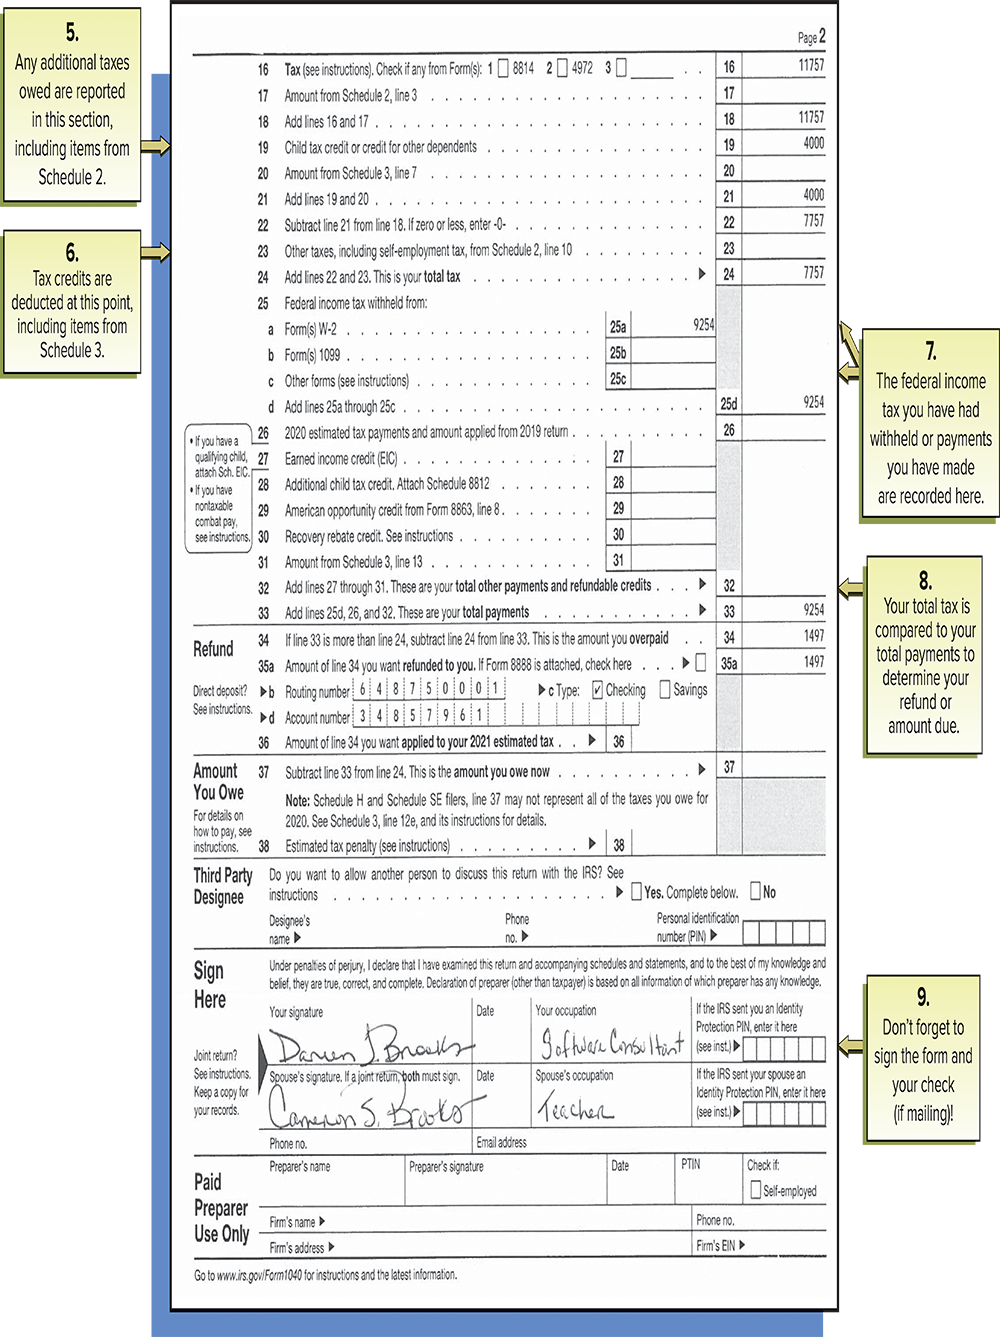 5.
Any additional taxes
owed are reported
in this section,
including items from
Schedule 2.
6.
Tax credits are
deducted at this point,
including items from
Schedule 3.
Page 2
16 Tax (see instructions). Check if any from Form(s): 1 8814 2 4972 3 16 11757
17 Amount from Schedule 2, line 3 17
18 Add lines 16 and 17 18 11757
19 Child tax credit or credit for other dependents 19 4000
20 Amount from Schedule 3, line 7 20
21 Add lines 19 and 20 21 4000
22 Subtract line 21 from line 18. If zero or less, enter -0- 22 7757
23 Other taxes, including self-employment tax, from Schedule 2, line 10 23
24 Add lines 22 and 23. This is your total tax 24 7757
25 Federal income tax withheld from:
a Form(s) W-2 25a 9254
b Form(s) 1099 25b
c Other forms (see instructions) 25c
d Add lines 25a through 25c 25d 9254
26 2020 estimated tax payments and amount applied from 2019 return 26
• If you have a
qualifying child,
attach Sch. EIC.
• If you have
nontaxable
combat pay,
see instructions.
27 Earned income credit (EIC) 27
28 Additional child tax credit. Attach Schedule 8812 28
29 American opportunity credit from Form 8863, line 8 29
30 Recovery rebate credit. See instructions 30
31 Amount from Schedule 3, line 13 31
32 Add lines 27 through 31. These are your total other payments and refundable credits 32
33 Add lines 25d, 26, and 32. These are your total payments 33 9254
Refund
34 If line 33 is more than line 24, subtract line 24 from line 33. This is the amount you overpaid 34 1497
35a Amount of line 34 you want refunded to you. If Form 8888 is attached, check here 35a 1497
Direct deposit?
See instructions.
b Routing number 6 4 8 7 5 0 0 0 1 c Type: ✓ Checking Savings
d Account number 3 4 8 5 7 9 6 1
36 Amount of line 34 you want applied to your 2021 estimated tax 36
Amount
You Owe
For details on
how to pay, see
instructions.
37 Subtract line 33 from line 24. This is the amount you owe now 37
Note: Schedule H and Schedule SE filers, line 37 may not represent all of the taxes you owe for
2020. See Schedule 3, line 12e, and its instructions for details.
38 Estimated tax penalty (see instructions) 38
Third Party
Designee
Do you want to allow another person to discuss this return with the IRS? See
instructions Yes. Complete below. No
Designee's
name
Phone
no.
Personal identification
number (PIN)
Sign
Here
Under penalties of perjury, I declare that I have examined this return and accompanying schedules and statements, and to the best of my knowledge and
belief, they are true, correct, and complete. Declaration of preparer (other than taxpayer) is based on all information of which preparer has any knowledge.
Joint return?
See instructions.
Keep a copy for
your records.
Your signature
Darren J. Brooks
Date
Your occupation
Software Consultant
If the IRS sent you an Identity
Protection PIN, enter it here
(see inst.)
Spouse's signature. If a joint return, both must sign.
Cameron S. Brooks
Date
Spouse's occupation
Teacher
If the IRS sent your spouse an
Identity Protection PIN, enter it here
(see inst.)
Phone no.
Email address
Paid
Preparer
Use Only
Preparer's name
Preparer's signature
Date
PTIN
Check if:
Self-employed
Firm's name
Phone no.
Firm's address
Firm's EIN
Go to www.irs.gov/Form1040 for instructions and the latest information.
7.
The federal income
tax you have had
withheld or payments
you have made
are recorded here.
8.
Your total tax is
compared to your
total payments to
determine your
refund or
amount due.
9.
Don't forget to
sign the form and
your check
(if mailing)!